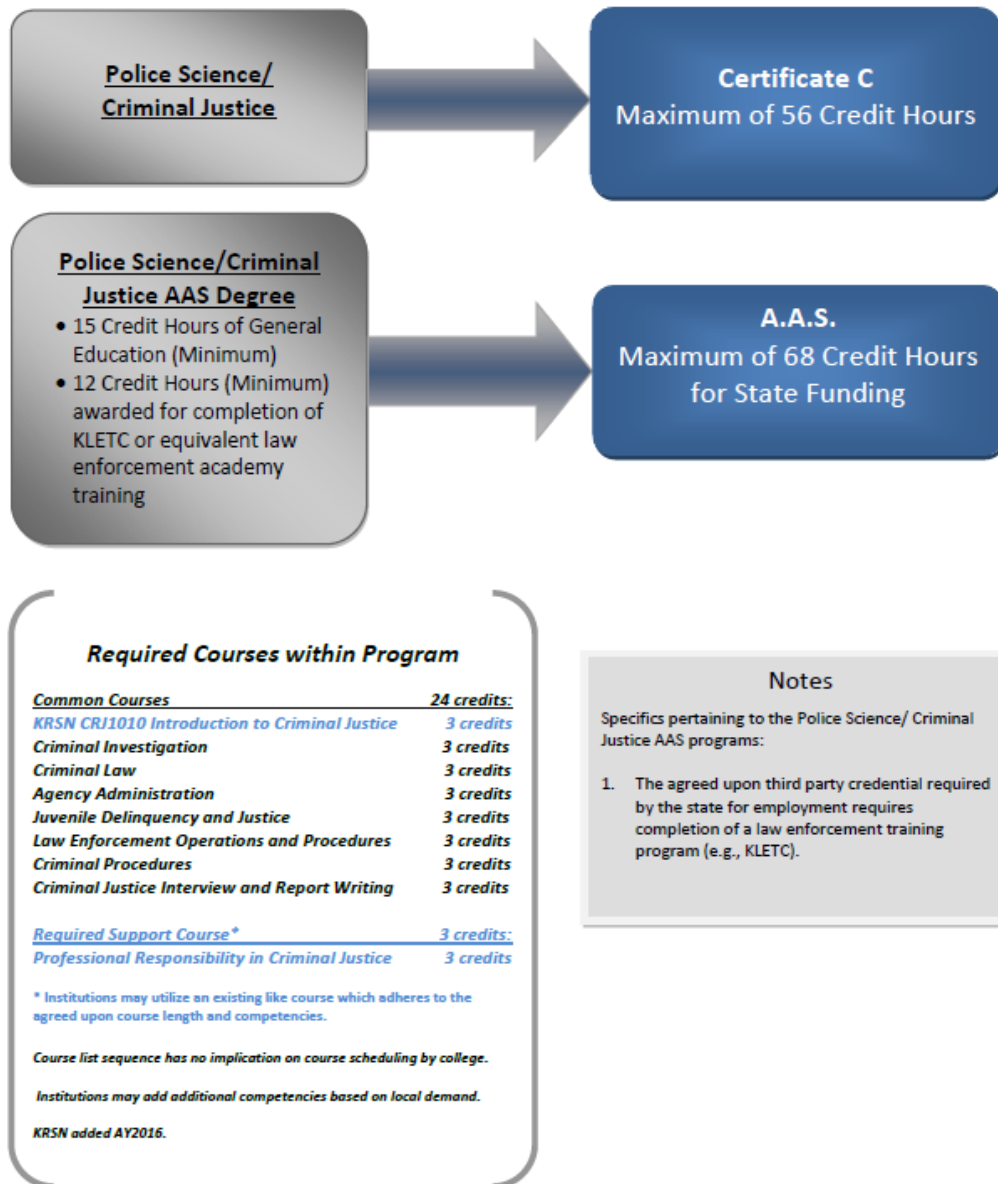 Police Science/
Criminal Justice
Certificate C
Maximum of 56 Credit Hours
Police Science/Criminal
Justice AAS Degree
• 15 Credit Hours of General
Education (Minimum)
• 12 Credit Hours (Minimum)
awarded for completion of
KLETC or equivalent law
enforcement academy
training
A.A.S.
Maximum of 68 Credit Hours
for State Funding
Required Courses within Program
Common Courses 24 credits:
KRSN CRJ1010 Introduction to Criminal Justice 3 credits
Criminal Investigation 3 credits
Criminal Law 3 credits
Agency Administration 3 credits
Juvenile Delinquency and Justice 3 credits
Law Enforcement Operations and Procedures 3 credits
Criminal Procedures 3 credits
Criminal Justice Interview and Report Writing 3 credits
Required Support Course* 3 credits:
Professional Responsibility in Criminal Justice 3 credits
* Institutions may utilize an existing like course which adheres to the
agreed upon course length and competencies.
Course list sequence has no implication on course scheduling by college.
Institutions may add additional competencies based on local demand.
KRSN added AY2016.
Notes
Specifics pertaining to the Police Science/ Criminal
Justice AAS programs:
1. The agreed upon third party credential required
by the state for employment requires
completion of a law enforcement training
program (e.g., KLETC).